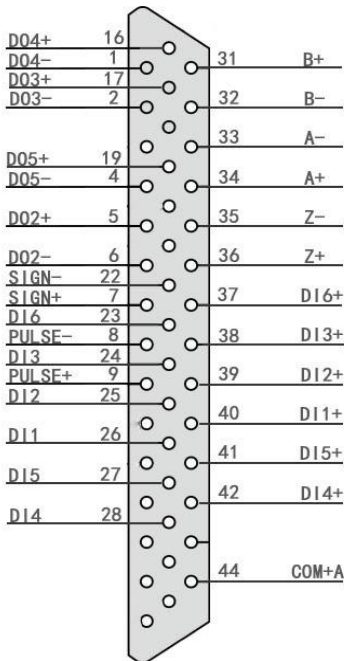 DO4+ 16
DO4- 1 31 B+
DO3+ 17
DO3- 2 32 B-
33 A-
DO5+ 19
DO5- 4 34 A+
DO2+ 5 35 Z-
DO2- 6 36 Z+
SIGN- 22
SIGN+ 7 37 DI6+
DI6 23
PULSE- 8 38 DI3+
DI3 24
PULSE+ 9 39 DI2+
DI2 25
40 DI1+
DI1 26
41 DI5+
DI5 27
42 DI4+
DI4 28
44 COM+A